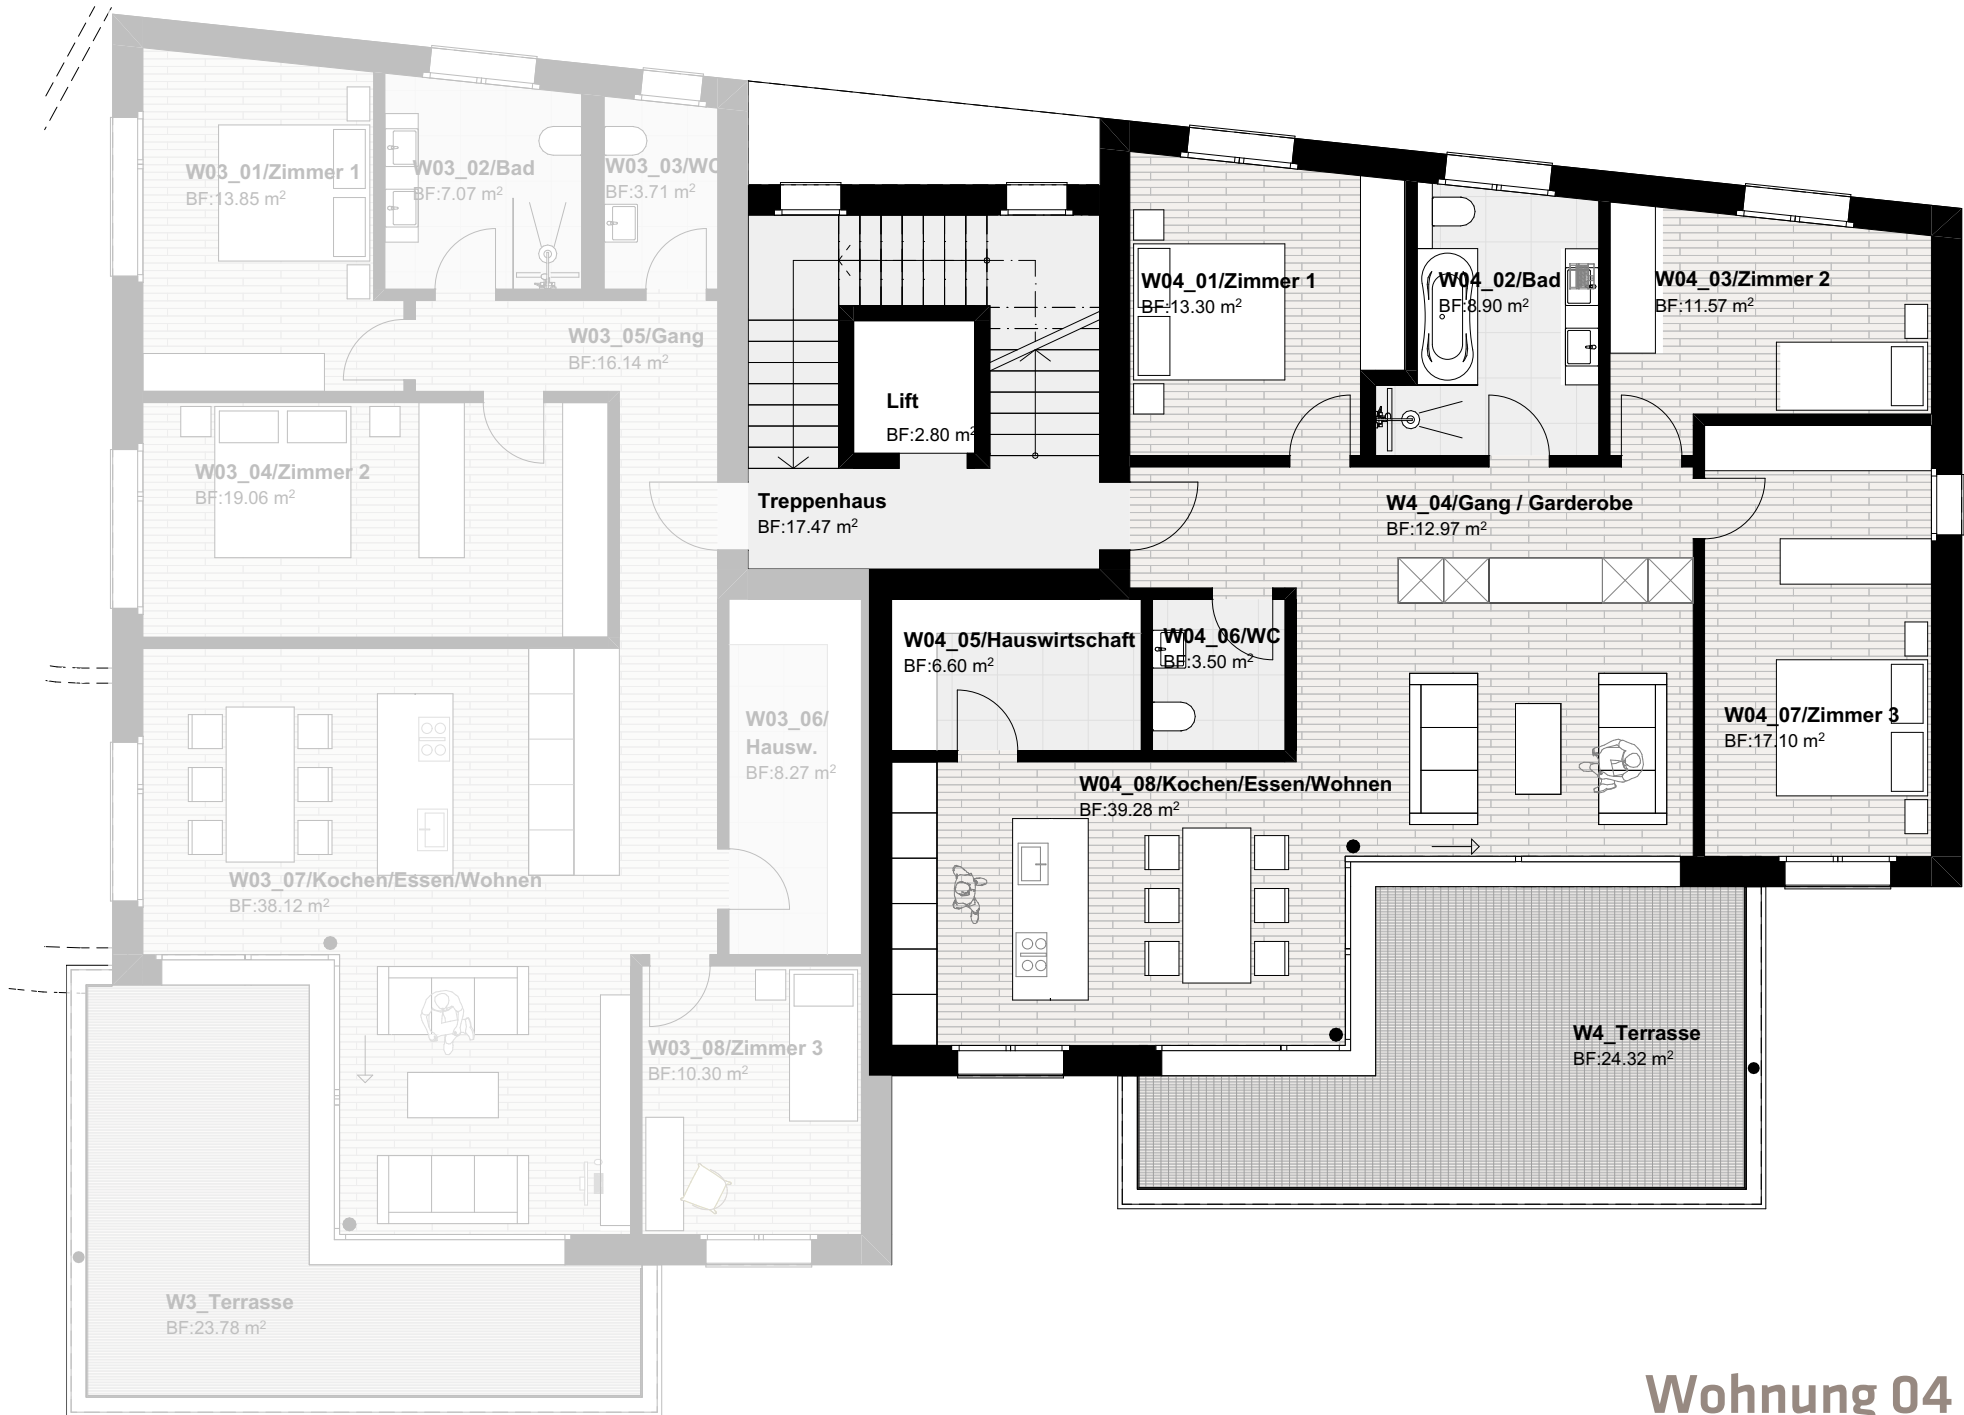 W03_01/Zimmer 1
BF:13.85 m²
W03_02/Bad
BF:7.07 m²
W03_03/WC
BF:3.71 m²
W03_05/Gang
BF:16.14 m²
W03_04/Zimmer 2
BF:19.06 m²
Lift
BF:2.80 m²
Treppenhaus
BF:17.47 m²
W04_01/Zimmer 1
BF:13.30 m²
W04_02/Bad
BF:8.90 m²
W04_03/Zimmer 2
BF:11.57 m²
W4_04/Gang / Garderobe
BF:12.97 m²
W04_05/Hauswirtschaft
BF:6.60 m²
W04_06/WC
BF:3.50 m²
W03_06/
Hausw.
BF:8.27 m²
W04_07/Zimmer 3
BF:17.10 m²
W04_08/Kochen/Essen/Wohnen
BF:39.28 m²
W03_07/Kochen/Essen/Wohnen
BF:38.12 m²
W03_08/Zimmer 3
BF:10.30 m²
W4_Terrasse
BF:24.32 m²
W3_Terrasse
BF:23.78 m²
Wohnung 04